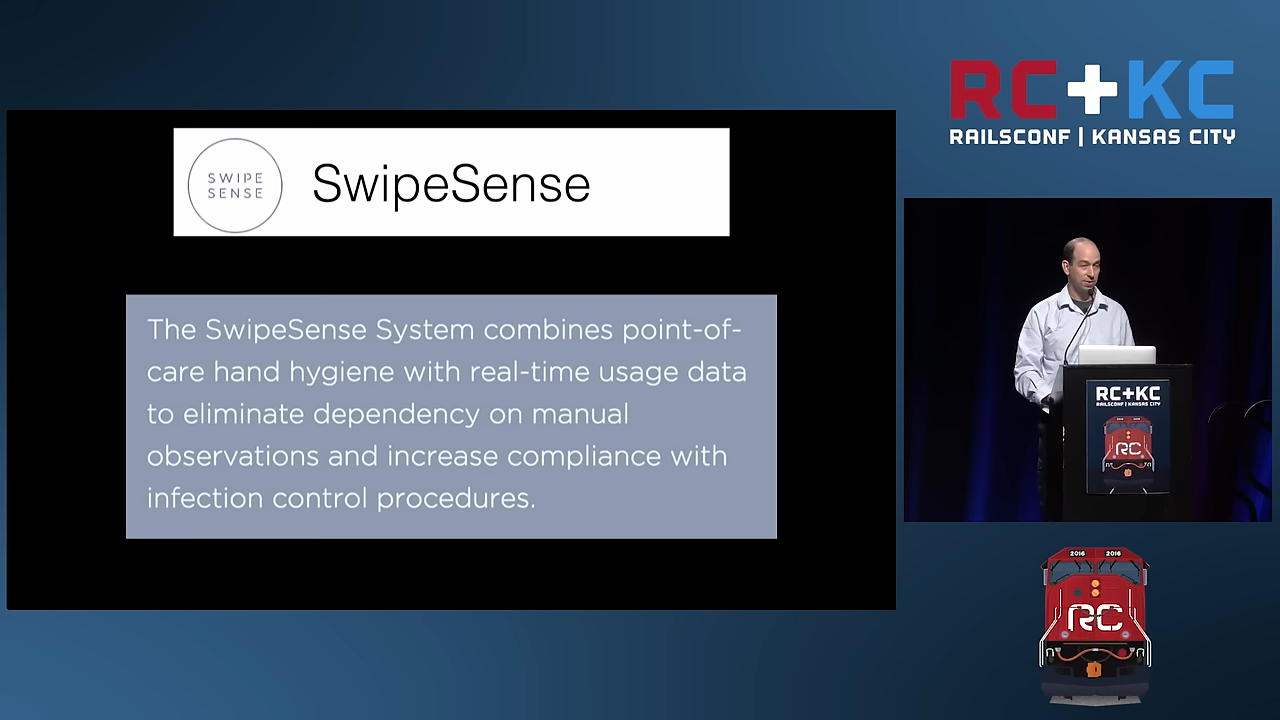 SWIPE
SENSE
SwipeSense
The SwipeSense System combines point-of-
care hand hygiene with real-time usage data
to eliminate dependency on manual
observations and increase compliance with
infection control procedures.
RC+KC
RAILSCONF | KANSAS CITY
RC+KC
RAILSCONF | KANSAS CITY
RC
2016 2016
RC